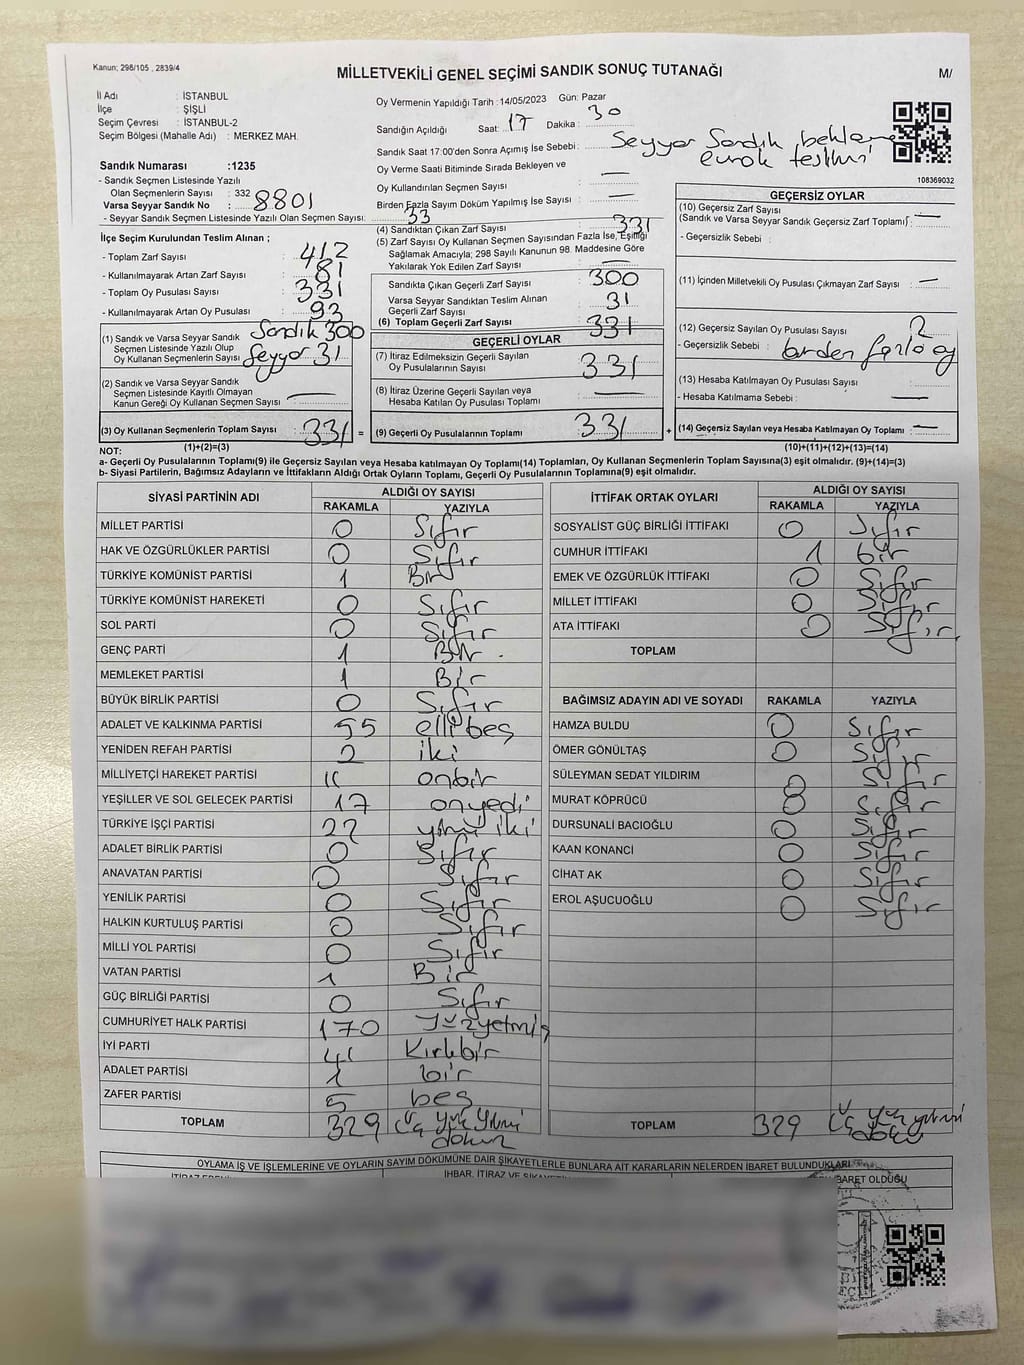 Kanun; 298/105 , 2839/4
MİLLETVEKİLİ GENEL SEÇİMİ SANDIK SONUÇ TUTANAĞI
M/
İl Adı : İSTANBUL
İlçe : ŞİŞLİ
Seçim Çevresi : İSTANBUL-2
Seçim Bölgesi (Mahalle Adı) : MERKEZ MAH.
Sandık Numarası :1235
- Sandık Seçmen Listesinde Yazılı
Olan Seçmenlerin Sayısı : 332
Varsa Seyyar Sandık No : 8801
- Seyyar Sandık Seçmen Listesinde Yazılı Olan Seçmen Sayısı: 33
Oy Vermenin Yapıldığı Tarih :14/05/2023 Gün: Pazar
Sandığın Açıldığı Saat: 17 Dakika : 30
Sandık Saat 17:00'den Sonra Açımış İse Sebebi : Seyyar Sandık bekleme
evrak teslimi
Oy Verme Saati Bitiminde Sırada Bekleyen ve
Oy Kullandırılan Seçmen Sayısı : —
Birden Fazla Sayım Döküm Yapılmış İse Sayısı : —
108369032
İlçe Seçim Kurulundan Teslim Alınan ;
- Toplam Zarf Sayısı : 412
- Kullanılmayarak Artan Zarf Sayısı : 81
- Toplam Oy Pusulası Sayısı : 331
- Kullanılmayarak Artan Oy Pusulası : 93
(1) Sandık ve Varsa Seyyar Sandık Sandık 300
Seçmen Listesinde Yazılı Olup
Oy Kullanan Seçmenlerin Sayısı : Seyyar 31
(2) Sandık ve Varsa Seyyar Sandık
Seçmen Listesinde Kayıtlı Olmayan
Kanun Gereği Oy Kullanan Seçmen Sayısı : —
(3) Oy Kullanan Seçmenlerin Toplam Sayısı : 331 =
(1)+(2)=(3)
(4) Sandıktan Çıkan Zarf Sayısı : 331
(5) Zarf Sayısı Oy Kullanan Seçmen Sayısından Fazla İse, Eşitliği
Sağlamak Amacıyla; 298 Sayılı Kanunun 98. Maddesine Göre
Yakılarak Yok Edilen Zarf Sayısı : —
Sandıkta Çıkan Geçerli Zarf Sayısı : 300
Varsa Seyyar Sandıktan Teslim Alınan
Geçerli Zarf Sayısı : 31
(6) Toplam Geçerli Zarf Sayısı : 331
GEÇERLİ OYLAR
(7) İtiraz Edilmeksizin Geçerli Sayılan
Oy Pusulalarının Sayısı : 331
(8) İtiraz Üzerine Geçerli Sayılan veya
Hesaba Katılan Oy Pusulası Toplamı : —
(9) Geçerli Oy Pusulalarının Toplamı : 331 +
GEÇERSİZ OYLAR
(10) Geçersiz Zarf Sayısı
(Sandık ve Varsa Seyyar Sandık Geçersiz Zarf Toplamı) : —
- Geçersizlik Sebebi :
(11) İçinden Milletvekili Oy Pusulası Çıkmayan Zarf Sayısı : —
(12) Geçersiz Sayılan Oy Pusulası Sayısı : 2
- Geçersizlik Sebebi : birden fazla oy
(13) Hesaba Katılmayan Oy Pusulası Sayısı :
- Hesaba Katılmama Sebebi : —
(14) Geçersiz Sayılan veya Hesaba Katılmayan Oy Toplamı : —
(10)+(11)+(12)+(13)=(14)
NOT:
a- Geçerli Oy Pusulalarının Toplamı(9) ile Geçersiz Sayılan veya Hesaba katılmayan Oy Toplamı(14) Toplamları, Oy Kullanan Seçmenlerin Toplam Sayısına(3) eşit olmalıdır. (9)+(14)=(3)
b- Siyasi Partilerin, Bağımsız Adayların ve İttifakların Aldığı Ortak Oyların Toplamı, Geçerli Oy Pusulalarının Toplamına(9) eşit olmalıdır.
SİYASİ PARTİNİN ADI ALDIĞI OY SAYISI
RAKAMLA YAZIYLA
MİLLET PARTİSİ 0 Sıfır
HAK VE ÖZGÜRLÜKLER PARTİSİ 0 Sıfır
TÜRKİYE KOMÜNİST PARTİSİ 1 Bir
TÜRKİYE KOMÜNİST HAREKETİ 0 Sıfır
SOL PARTİ 0 Sıfır
GENÇ PARTİ 1 Bir
MEMLEKET PARTİSİ 1 Bir
BÜYÜK BİRLİK PARTİSİ 0 Sıfır
ADALET VE KALKINMA PARTİSİ 55 elli beş
YENİDEN REFAH PARTİSİ 2 iki
MİLLİYETÇİ HAREKET PARTİSİ 11 onbir
YEŞİLLER VE SOL GELECEK PARTİSİ 17 onyedi
TÜRKİYE İŞÇİ PARTİSİ 22 yirmi iki
ADALET BİRLİK PARTİSİ 0 Sıfır
ANAVATAN PARTİSİ 0 Sıfır
YENİLİK PARTİSİ 0 Sıfır
HALKIN KURTULUŞ PARTİSİ 0 Sıfır
MİLLİ YOL PARTİSİ 0 Sıfır
VATAN PARTİSİ 1 Bir
GÜÇ BİRLİĞİ PARTİSİ 0 Sıfır
CUMHURİYET HALK PARTİSİ 170 Yüzyetmiş
İYİ PARTİ 41 Kırkbir
ADALET PARTİSİ 1 bir
ZAFER PARTİSİ 5 beş
TOPLAM 329 Üç yüz yirmi
dokuz
İTTİFAK ORTAK OYLARI ALDIĞI OY SAYISI
RAKAMLA YAZIYLA
SOSYALİST GÜÇ BİRLİĞİ İTTİFAKI 0 Sıfır
CUMHUR İTTİFAKI 1 bir
EMEK VE ÖZGÜRLÜK İTTİFAKI 0 Sıfır
MİLLET İTTİFAKI 0 Sıfır
ATA İTTİFAKI 0 Sıfır
TOPLAM
BAĞIMSIZ ADAYIN ADI VE SOYADI RAKAMLA YAZIYLA
HAMZA BULDU 0 Sıfır
ÖMER GÖNÜLTAŞ 0 Sıfır
SÜLEYMAN SEDAT YILDIRIM 0 Sıfır
MURAT KÖPRÜCÜ 0 Sıfır
DURSUNALİ BACIOĞLU 0 Sıfır
KAAN KONANCİ 0 Sıfır
CİHAT AK 0 Sıfır
EROL AŞUCUOĞLU 0 Sıfır
TOPLAM 329 Üç yüz yirmi
dokuz
OYLAMA İŞ VE İŞLEMLERİNE VE OYLARIN SAYIM DÖKÜMÜNE DAİR ŞİKAYETLERLE BUNLARA AİT KARARLARIN NELERDEN İBARET BULUNDUKLARI
BARET OLDUĞU